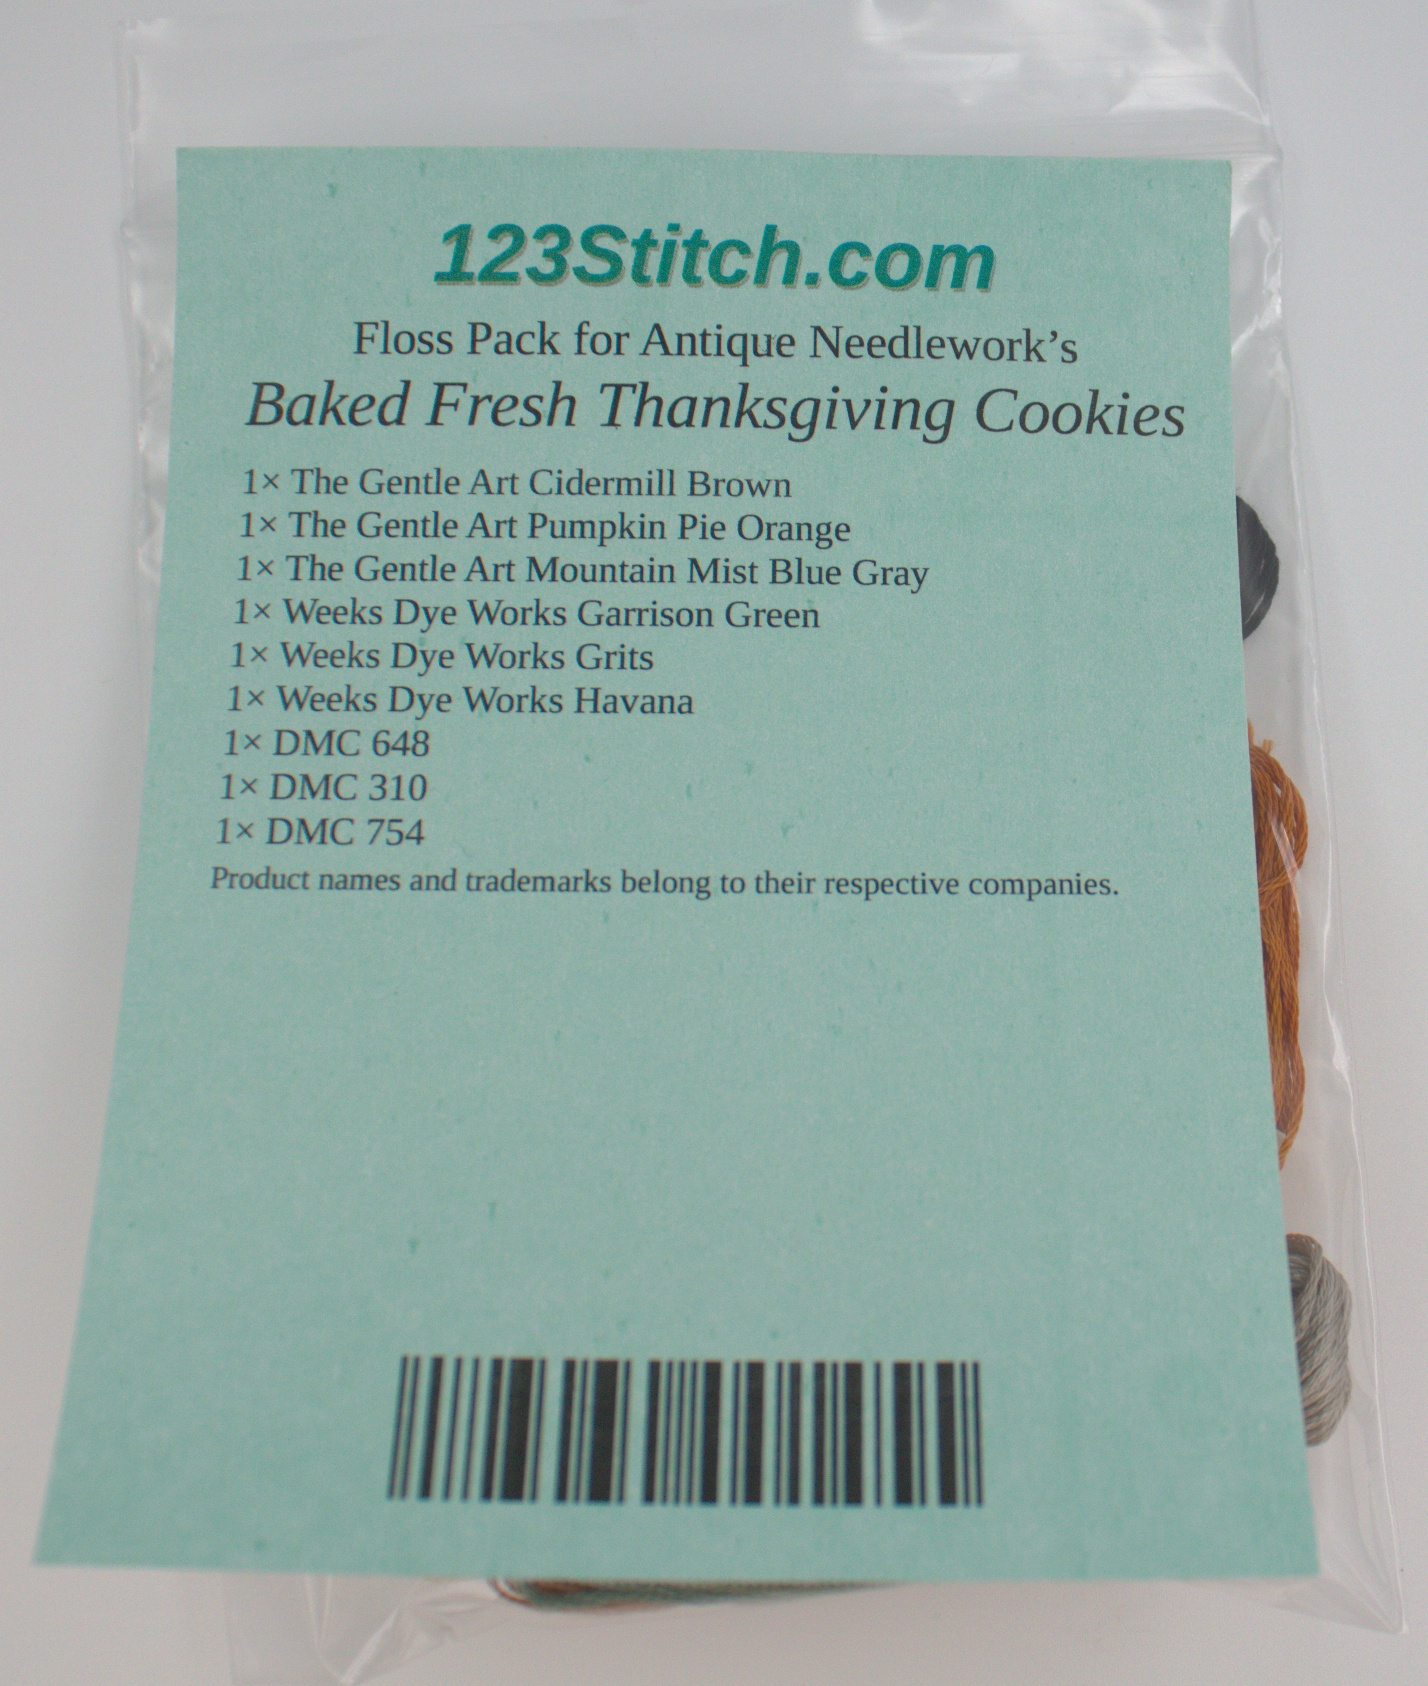 123Stitch.com
Floss Pack for Antique Needlework’s
Baked Fresh Thanksgiving Cookies
1× The Gentle Art Cidermill Brown
1× The Gentle Art Pumpkin Pie Orange
1× The Gentle Art Mountain Mist Blue Gray
1× Weeks Dye Works Garrison Green
1× Weeks Dye Works Grits
1× Weeks Dye Works Havana
1× DMC 648
1× DMC 310
1× DMC 754
Product names and trademarks belong to their respective companies.